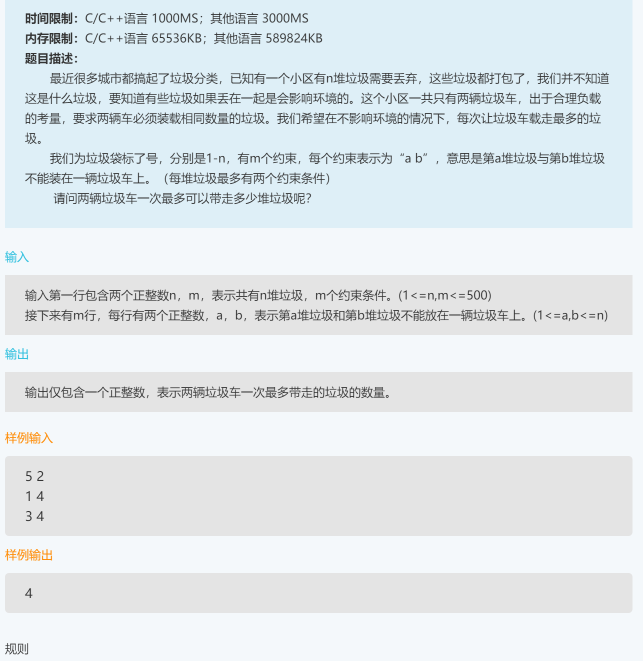 时间限制：C/C++语言 1000MS；其他语言 3000MS
内存限制：C/C++语言 65536KB；其他语言 589824KB
题目描述：
最近很多城市都搞起了垃圾分类，已知有一个小区有n堆垃圾需要丢弃，这些垃圾都打包了，我们并不知道
这是什么垃圾，要知道有些垃圾如果丢在一起是会影响环境的。这个小区一共只有两辆垃圾车，出于合理负载
的考量，要求两辆车必须装载相同数量的垃圾。我们希望在不影响环境的情况下，每次让垃圾车载走最多的垃
圾。
我们为垃圾袋标了号，分别是1-n，有m个约束，每个约束表示为“a b”，意思是第a堆垃圾与第b堆垃圾
不能装在一辆垃圾车上。（每堆垃圾最多有两个约束条件）
请问两辆垃圾车一次最多可以带走多少堆垃圾呢？
输入
输入第一行包含两个正整数n，m，表示共有n堆垃圾，m个约束条件。(1<=n,m<=500)
接下来有m行，每行有两个正整数，a，b，表示第a堆垃圾和第b堆垃圾不能放在一辆垃圾车上。(1<=a,b<=n)
输出
输出仅包含一个正整数，表示两辆垃圾车一次最多带走的垃圾的数量。
样例输入
5 2
1 4
3 4
样例输出
4
规则